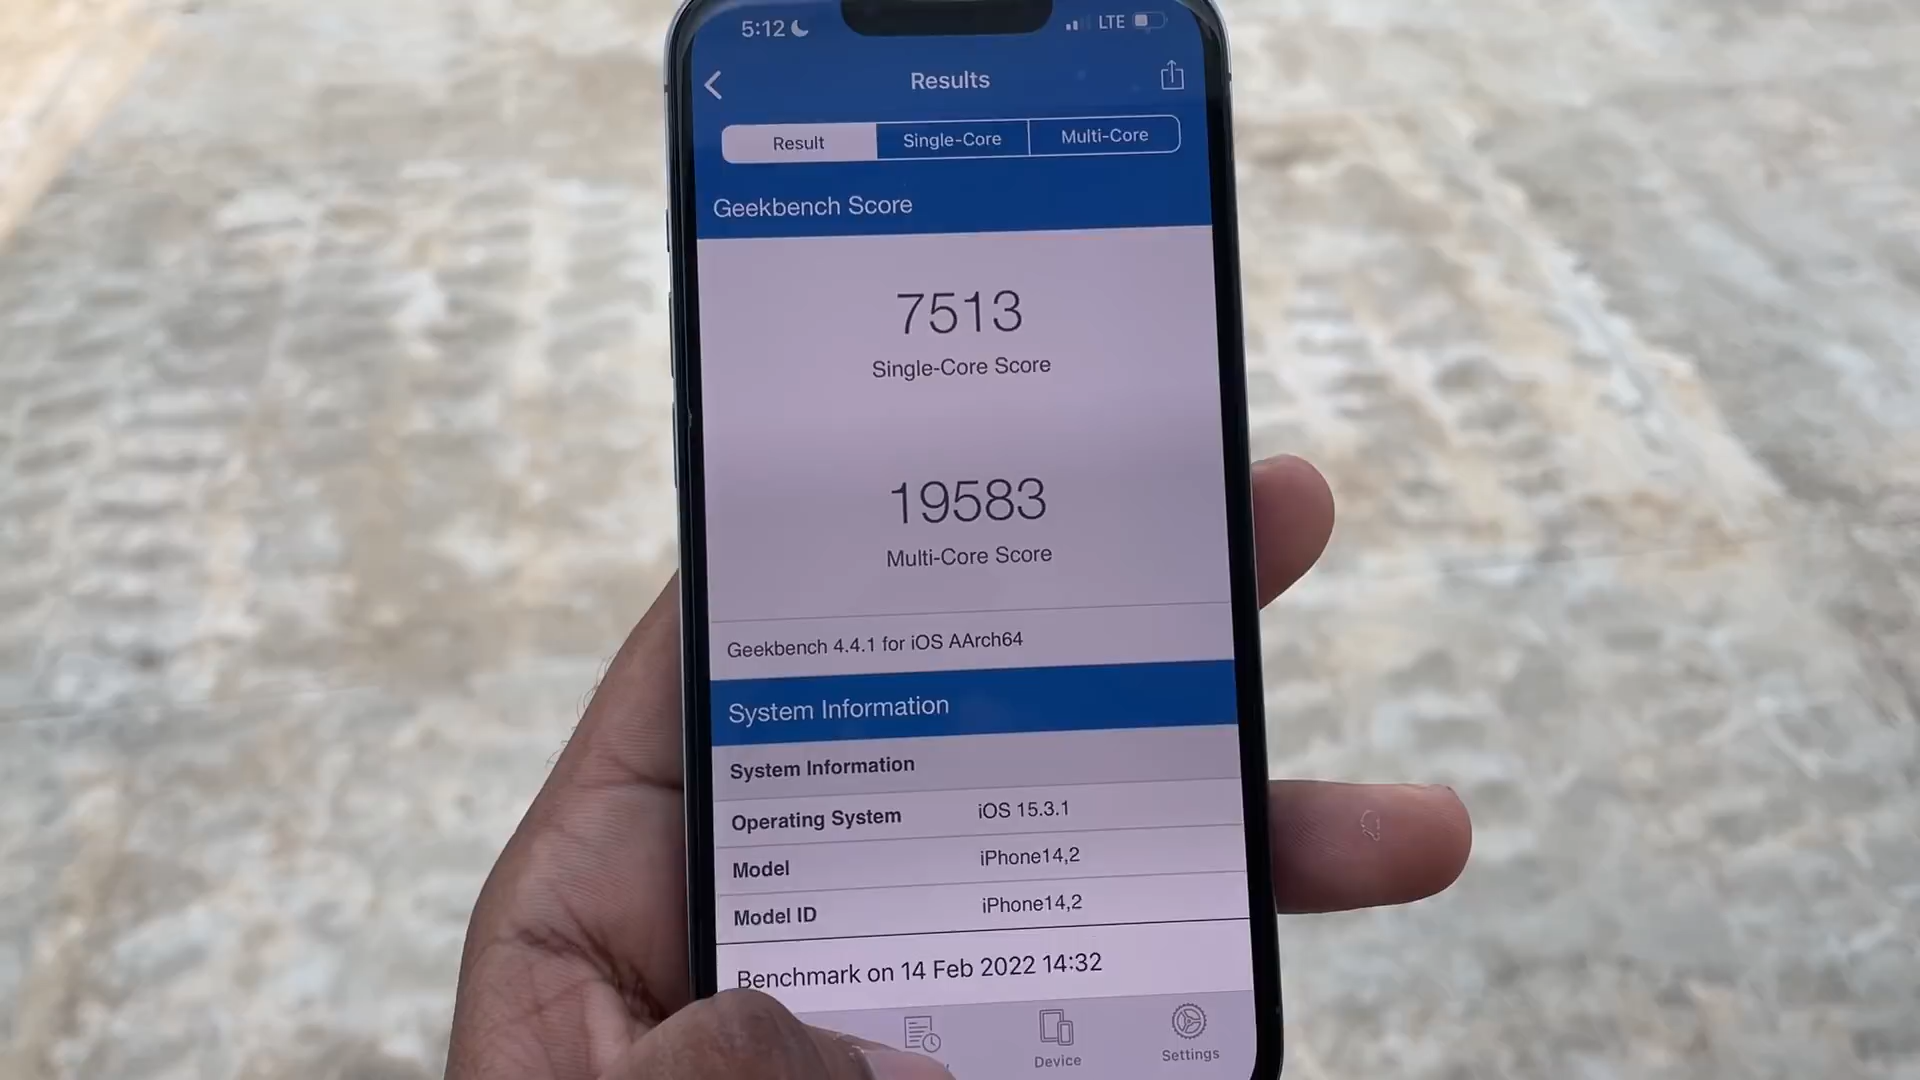 5:12
LTE
Results
Result Single-Core Multi-Core
Geekbench Score
7513
Single-Core Score
19583
Multi-Core Score
Geekbench 4.4.1 for iOS AArch64
System Information
System Information
Operating System iOS 15.3.1
Model iPhone14,2
Model ID iPhone14,2
Benchmark on 14 Feb 2022 14:32
Device
Settings